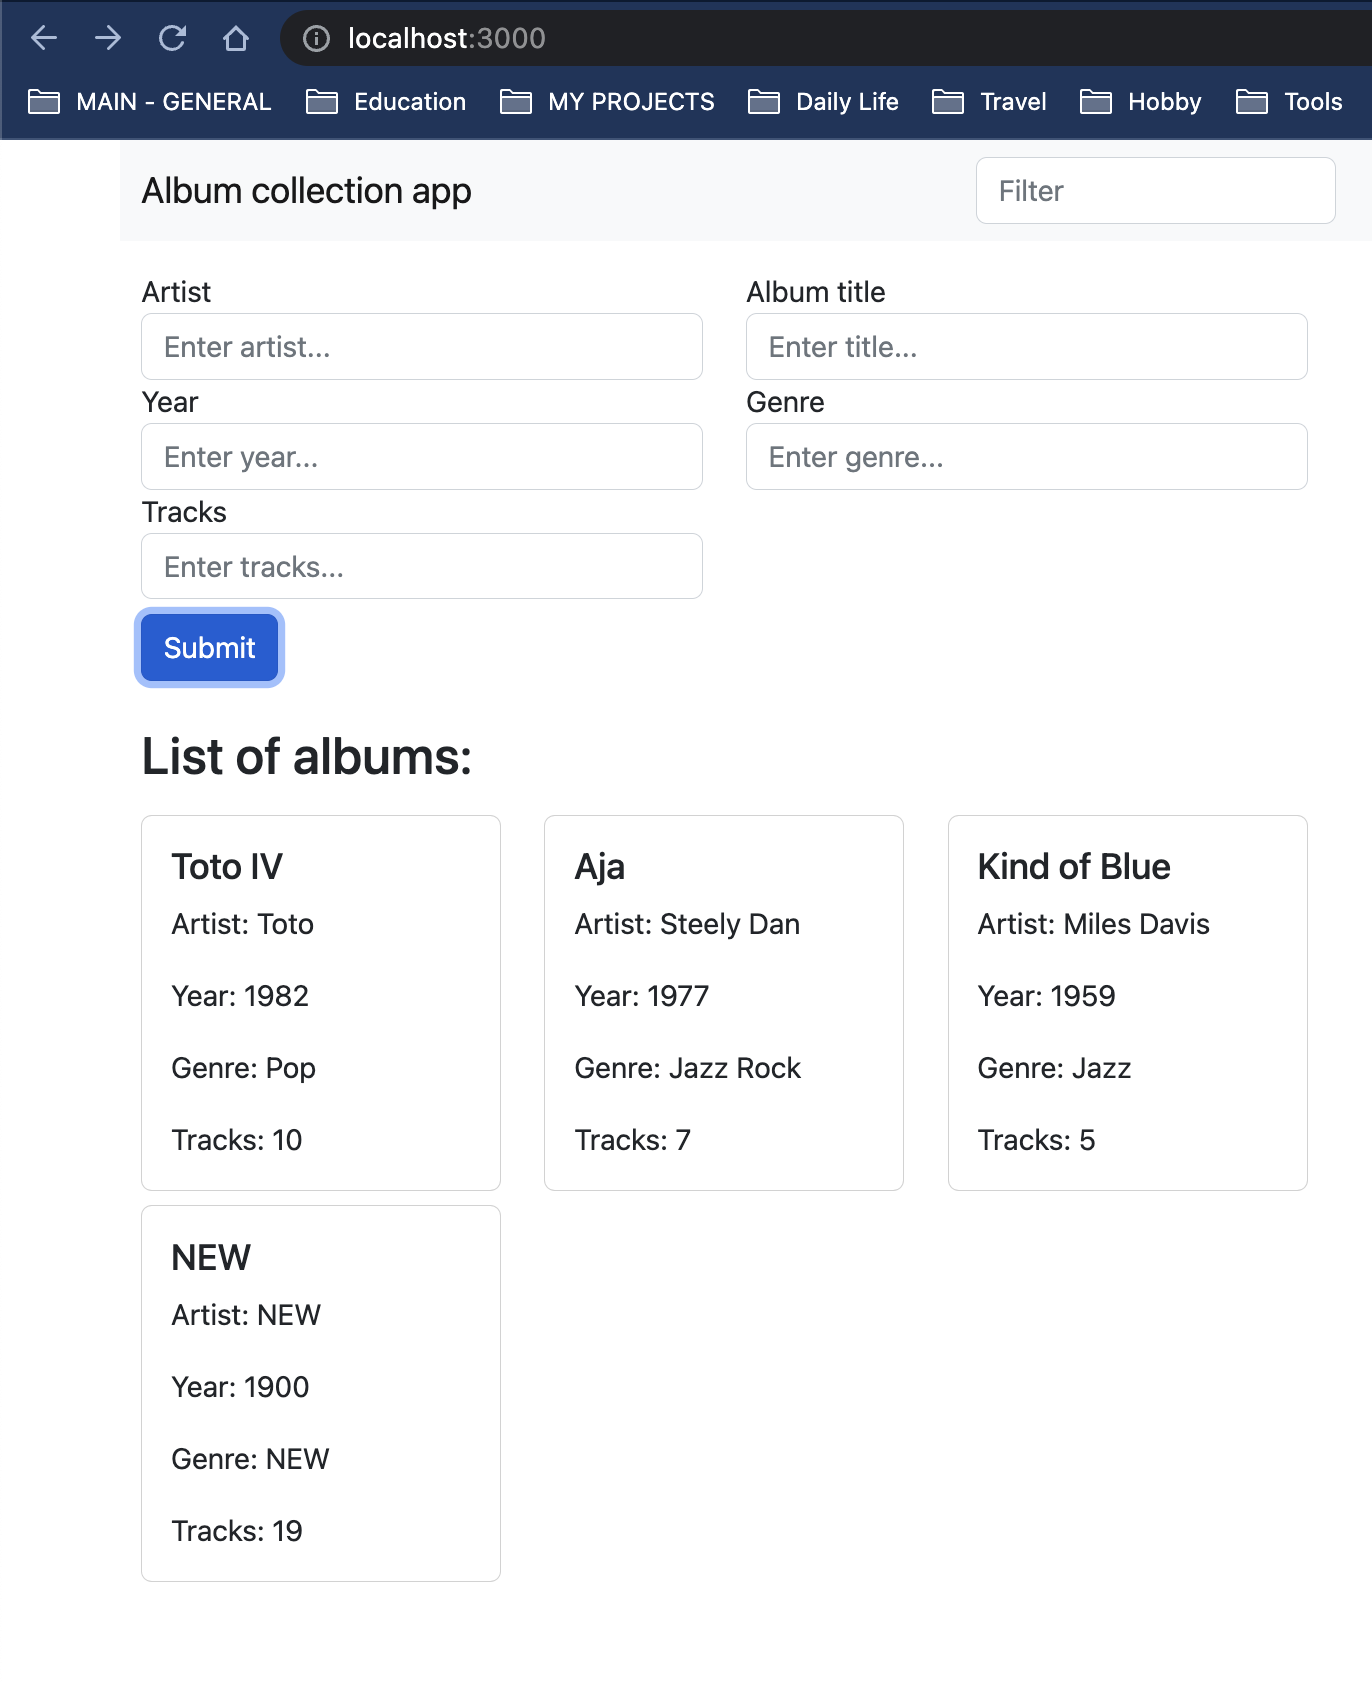 localhost:3000
MAIN - GENERAL Education MY PROJECTS Daily Life Travel Hobby Tools
Album collection app Filter
Artist Album title
Enter artist... Enter title...
Year Genre
Enter year... Enter genre...
Tracks
Enter tracks...
Submit
List of albums:
Toto IV
Artist: Toto
Year: 1982
Genre: Pop
Tracks: 10
Aja
Artist: Steely Dan
Year: 1977
Genre: Jazz Rock
Tracks: 7
Kind of Blue
Artist: Miles Davis
Year: 1959
Genre: Jazz
Tracks: 5
NEW
Artist: NEW
Year: 1900
Genre: NEW
Tracks: 19